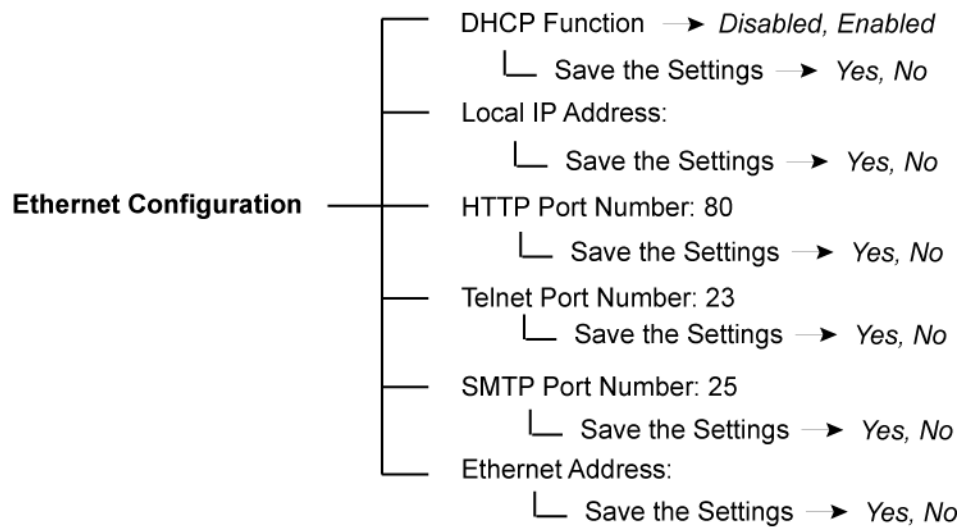 DHCP Function → Disabled, Enabled
Save the Settings → Yes, No
Local IP Address:
Save the Settings → Yes, No
Ethernet Configuration
HTTP Port Number: 80
Save the Settings → Yes, No
Telnet Port Number: 23
Save the Settings → Yes, No
SMTP Port Number: 25
Save the Settings → Yes, No
Ethernet Address:
Save the Settings → Yes, No